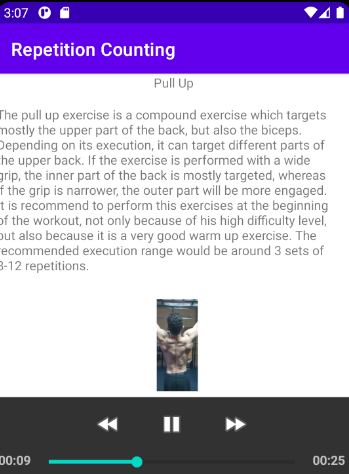 3:07
Repetition Counting
Pull Up
The pull up exercise is a compound exercise which targets
mostly the upper part of the back, but also the biceps.
Depending on its execution, it can target different parts of
the upper back. If the exercise is performed with a wide
grip, the inner part of the back is mostly targeted, whereas
if the grip is narrower, the outer part will be more engaged.
It is recommend to perform this exercises at the beginning
of the workout, not only because of his high difficulty level,
but also because it is a very good warm up exercise. The
recommended execution range would be around 3 sets of
8-12 repetitions.
00:09 00:25